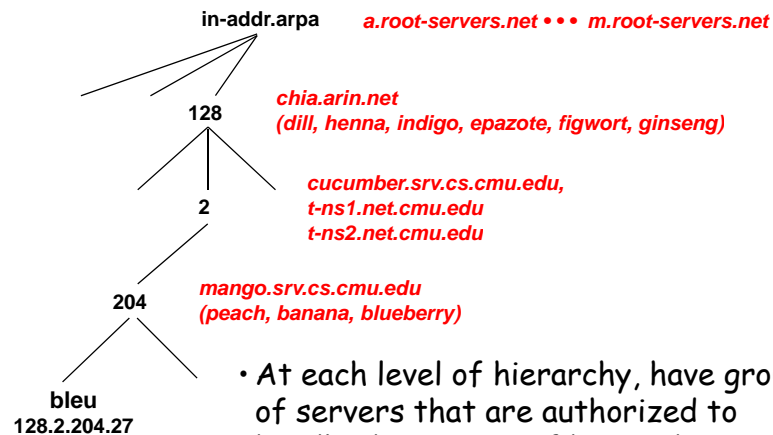 in-addr.arpa a.root-servers.net • • • m.root-servers.net
chia.arin.net
128 (dill, henna, indigo, epazote, figwort, ginseng)
cucumber.srv.cs.cmu.edu,
2 t-ns1.net.cmu.edu
t-ns2.net.cmu.edu
mango.srv.cs.cmu.edu
204 (peach, banana, blueberry)
• At each level of hierarchy, have gro
bleu of servers that are authorized to
128.2.204.27